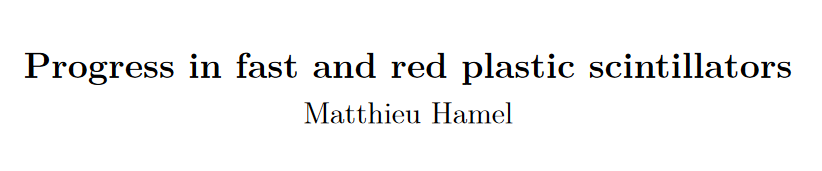 Progress in fast and red plastic scintillators
Matthieu Hamel